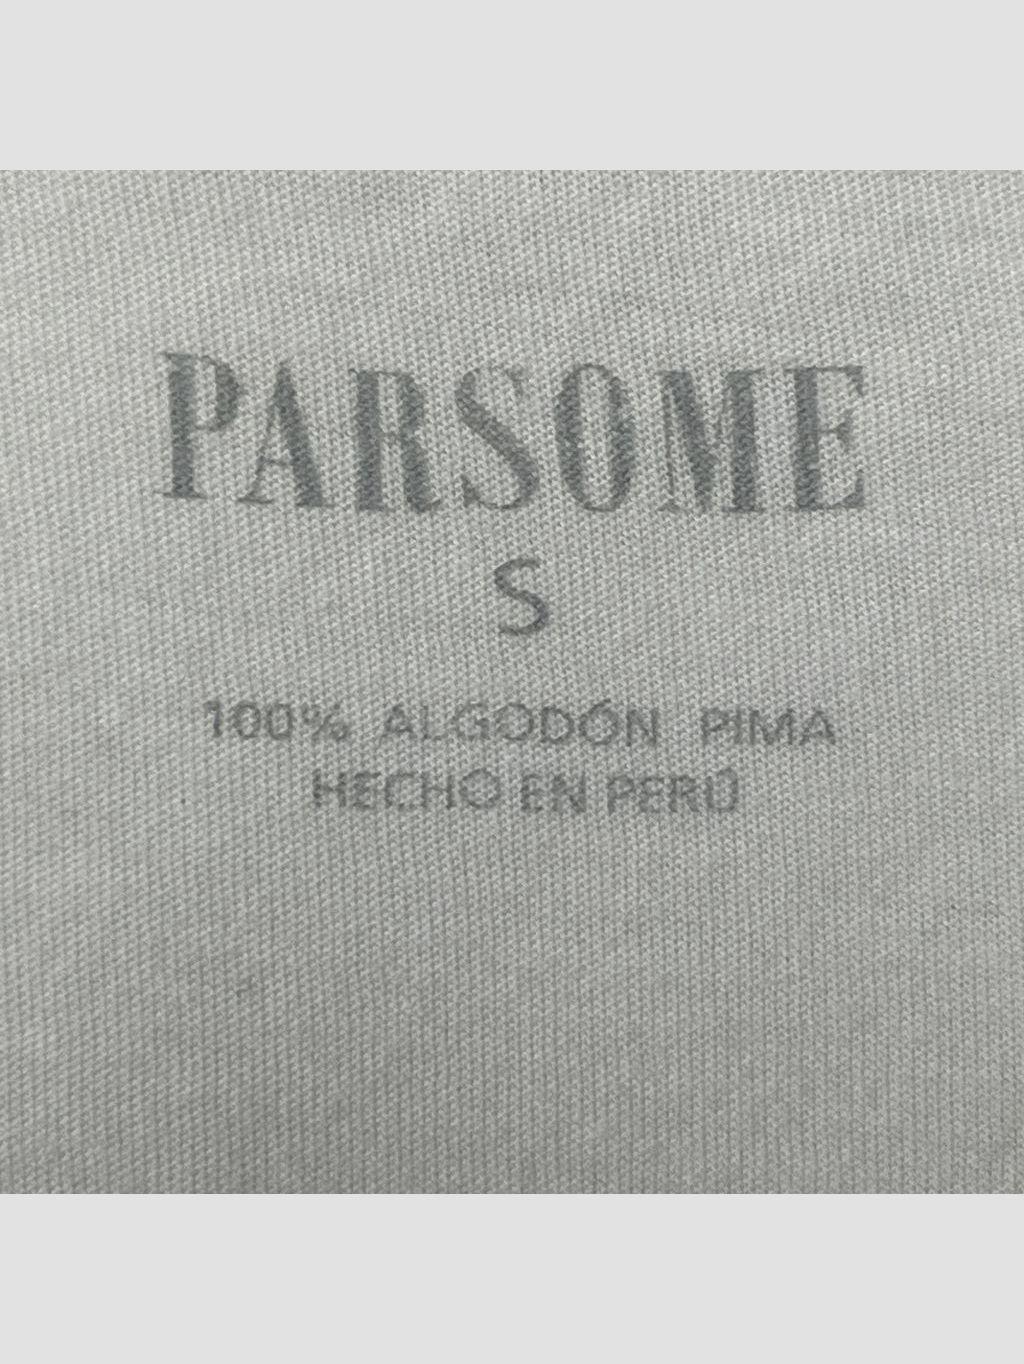 PARSOME
S
100% ALGODÓN PIMA
HECHO EN PERÚ